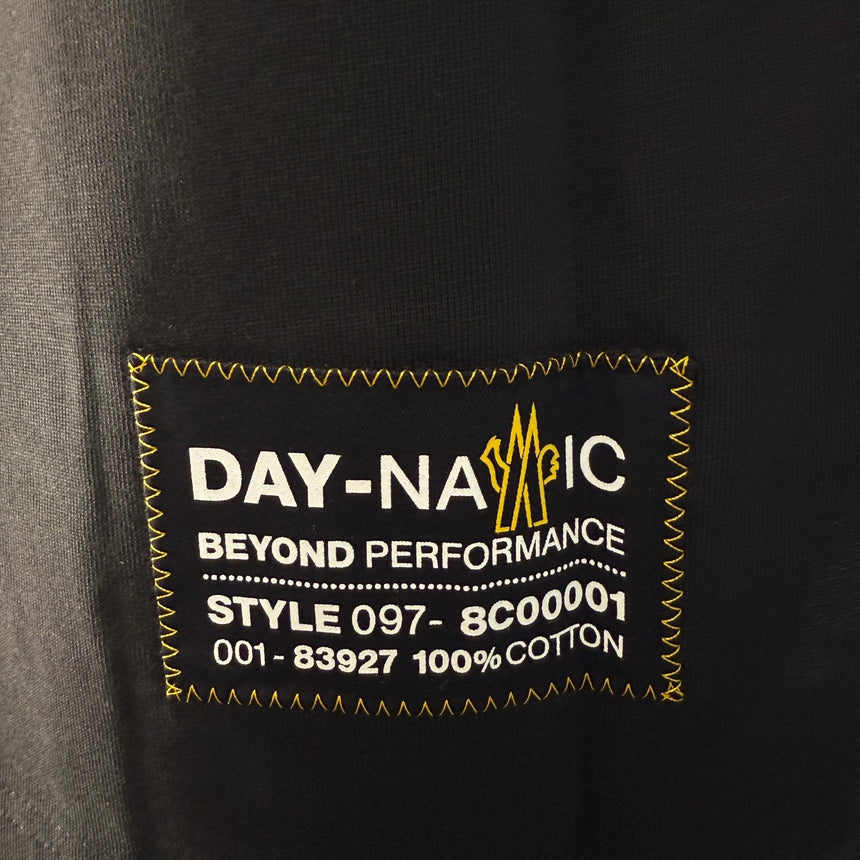 DAY-NAMIC
BEYOND PERFORMANCE
STYLE 097- 8C00001
001- 83927 100% COTTON